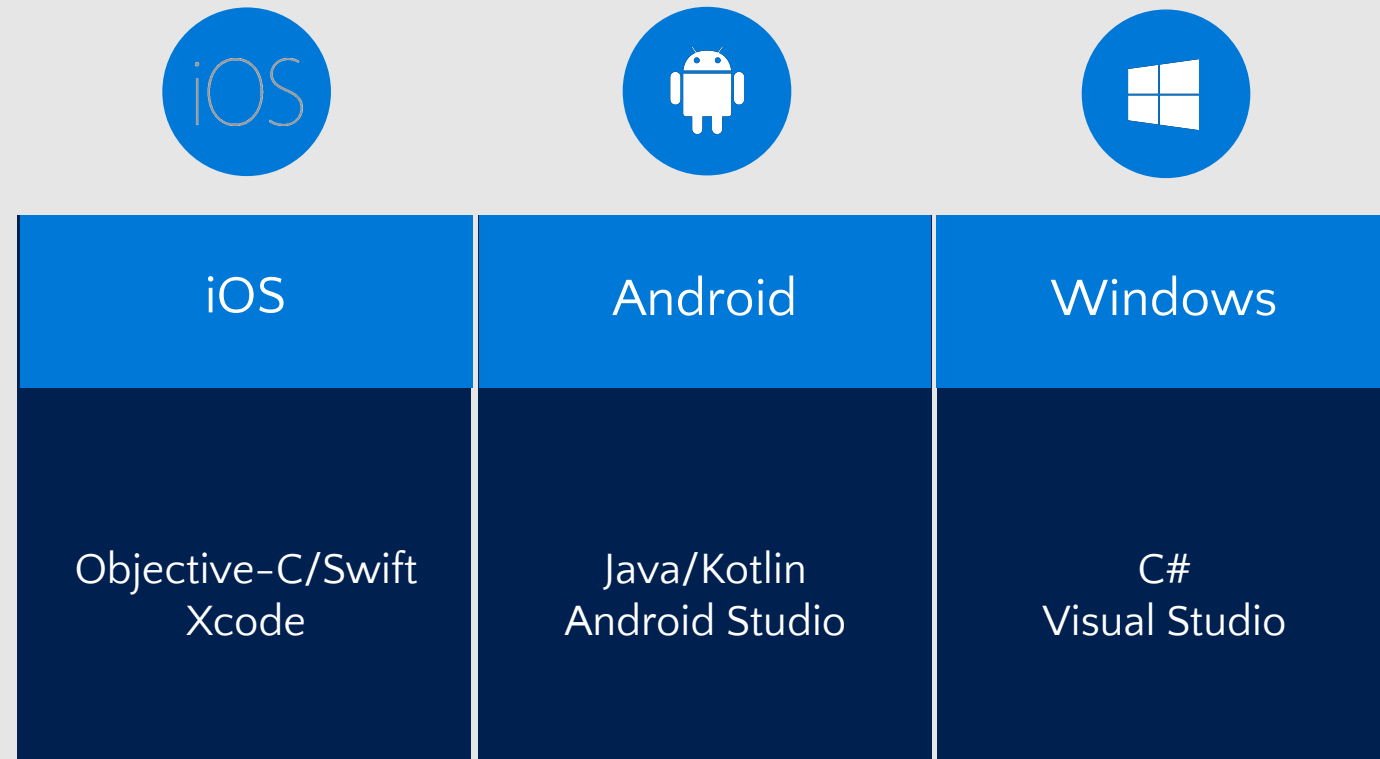 iOS
iOS
Android
Windows
Objective-C/Swift
Xcode
Java/Kotlin
Android Studio
C#
Visual Studio